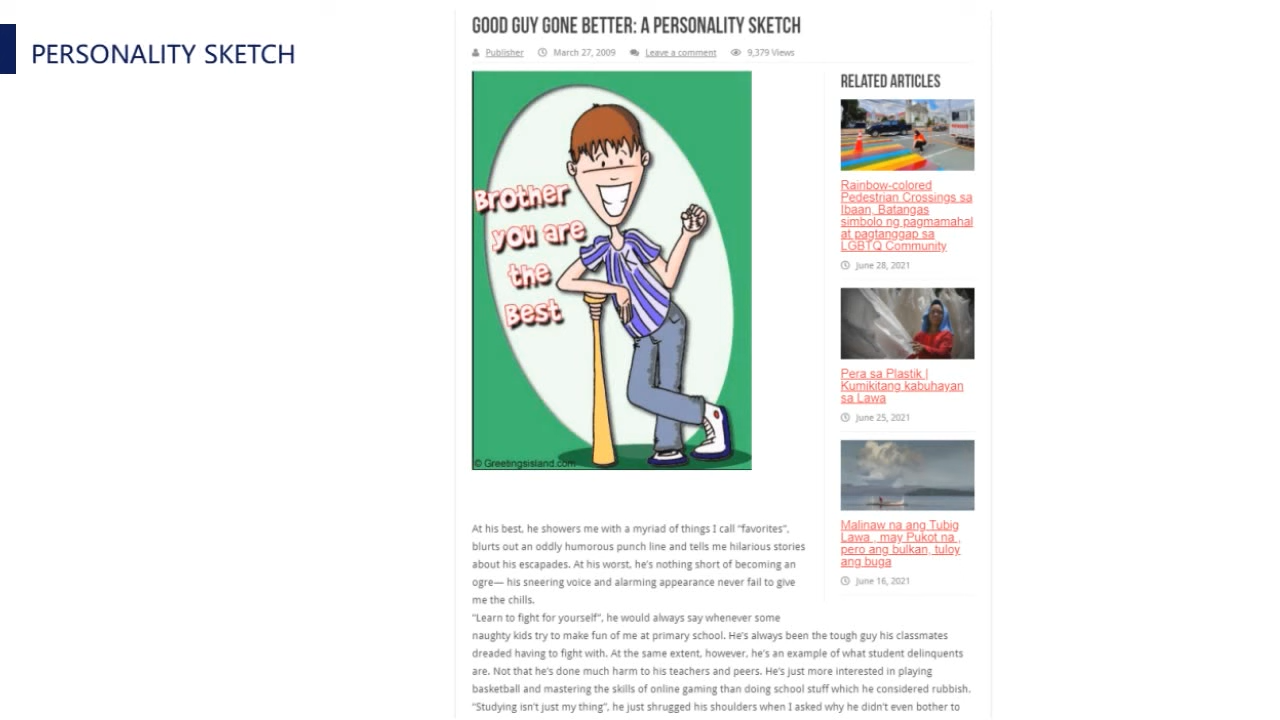 PERSONALITY SKETCH
GOOD GUY GONE BETTER: A PERSONALITY SKETCH
Publisher March 27, 2009 Leave a comment 9,379 Views
Brother
you are
the
Best
© Greetingsisland.com
At his best, he showers me with a myriad of things I call “favorites”,
blurts out an oddly humorous punch line and tells me hilarious stories
about his escapades. At his worst, he’s nothing short of becoming an
ogre— his sneering voice and alarming appearance never fail to give
me the chills.
“Learn to fight for yourself”, he would always say whenever some
naughty kids try to make fun of me at primary school. He’s always been the tough guy his classmates
dreaded having to fight with. At the same extent, however, he’s an example of what student delinquents
are. Not that he’s done much harm to his teachers and peers. He’s just more interested in playing
basketball and mastering the skills of online gaming than doing school stuff which he considered rubbish.
“Studying isn’t just my thing”, he just shrugged his shoulders when I asked why he didn’t even bother to
RELATED ARTICLES
Rainbow-colored
Pedestrian Crossings sa
Ibaan, Batangas
simbolo ng pagmamahal
at pagtanggap sa
LGBTQ Community
June 28, 2021
Pera sa Plastik |
Kumikitang kabuhayan
sa Lawa
June 25, 2021
Malinaw na ang Tubig
Lawa , may Pukot na ,
pero ang bulkan, tuloy
ang buga
June 16, 2021